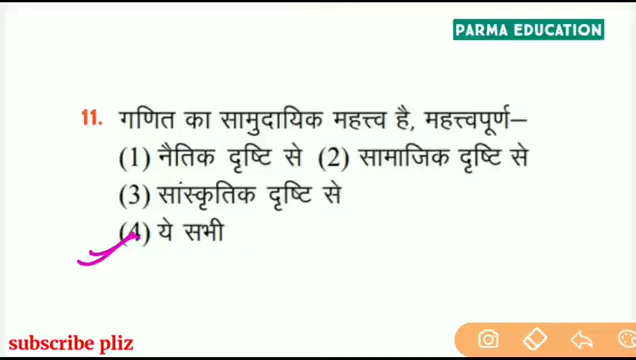 PARMA EDUCATION
11. गणित का सामुदायिक महत्त्व है, महत्त्वपूर्ण–
(1) नैतिक दृष्टि से (2) सामाजिक दृष्टि से
(3) सांस्कृतिक दृष्टि से
(4) ये सभी
subscribe pliz